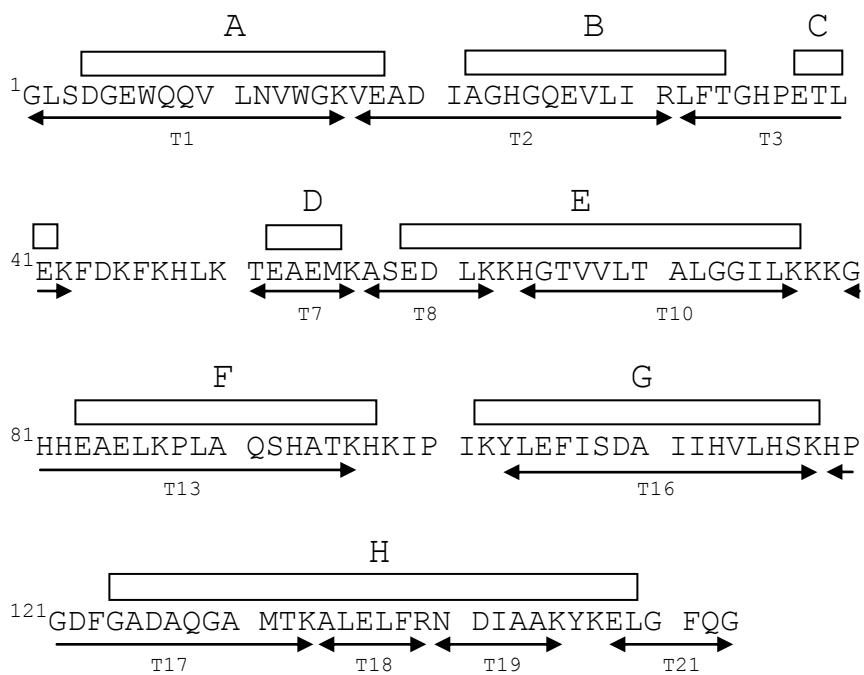 A B C
1GLSDGEWQQV LNVWGKVEAD IAGHGQEVLI RLFTGHPETL
T1 T2 T3
D E
41EKFDKFKHLK TEAEMKASED LKKHGTVVLT ALGGILKKKG
T7 T8 T10
F G
81HHEAELKPLA QSHATKHKIP IKYLEFISDA IIHVLHSKHP
T13 T16
H
121GDFGADAQGA MTKALELFRN DIAAKYKELG FQG
T17 T18 T19 T21